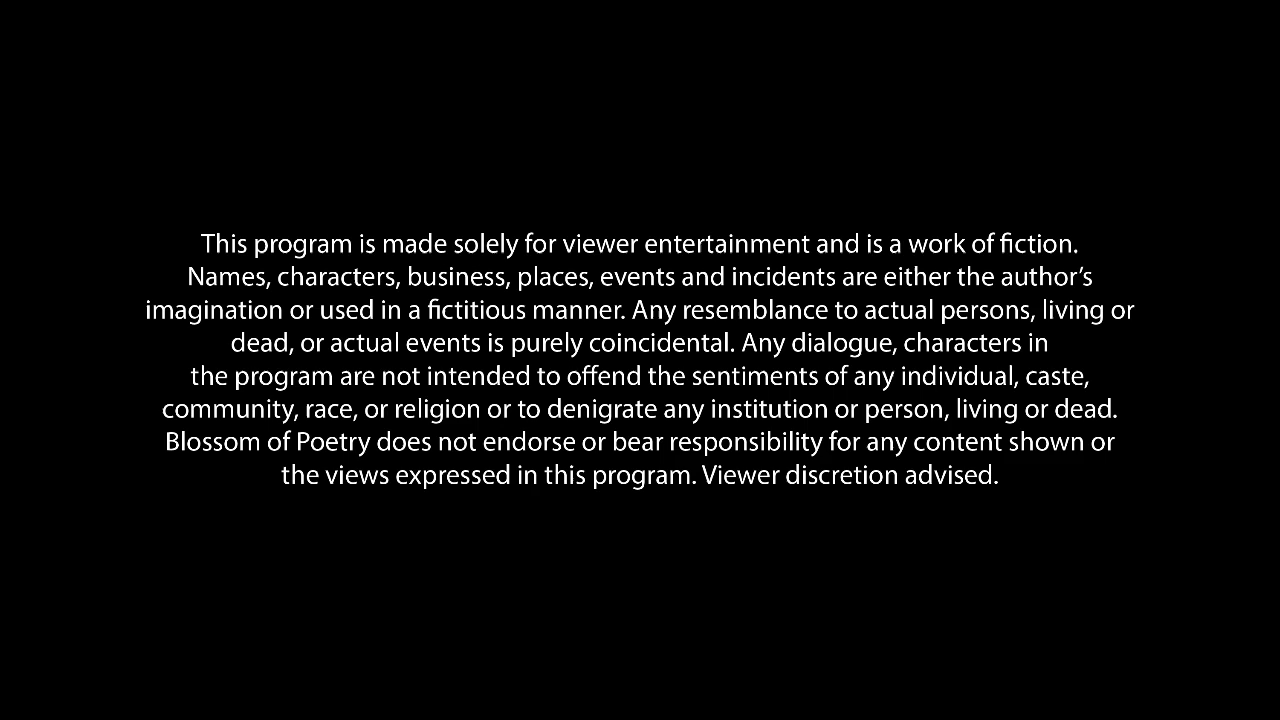 This program is made solely for viewer entertainment and is a work of fiction.
Names, characters, business, places, events and incidents are either the author’s
imagination or used in a fictitious manner. Any resemblance to actual persons, living or
dead, or actual events is purely coincidental. Any dialogue, characters in
the program are not intended to offend the sentiments of any individual, caste,
community, race, or religion or to denigrate any institution or person, living or dead.
Blossom of Poetry does not endorse or bear responsibility for any content shown or
the views expressed in this program. Viewer discretion advised.